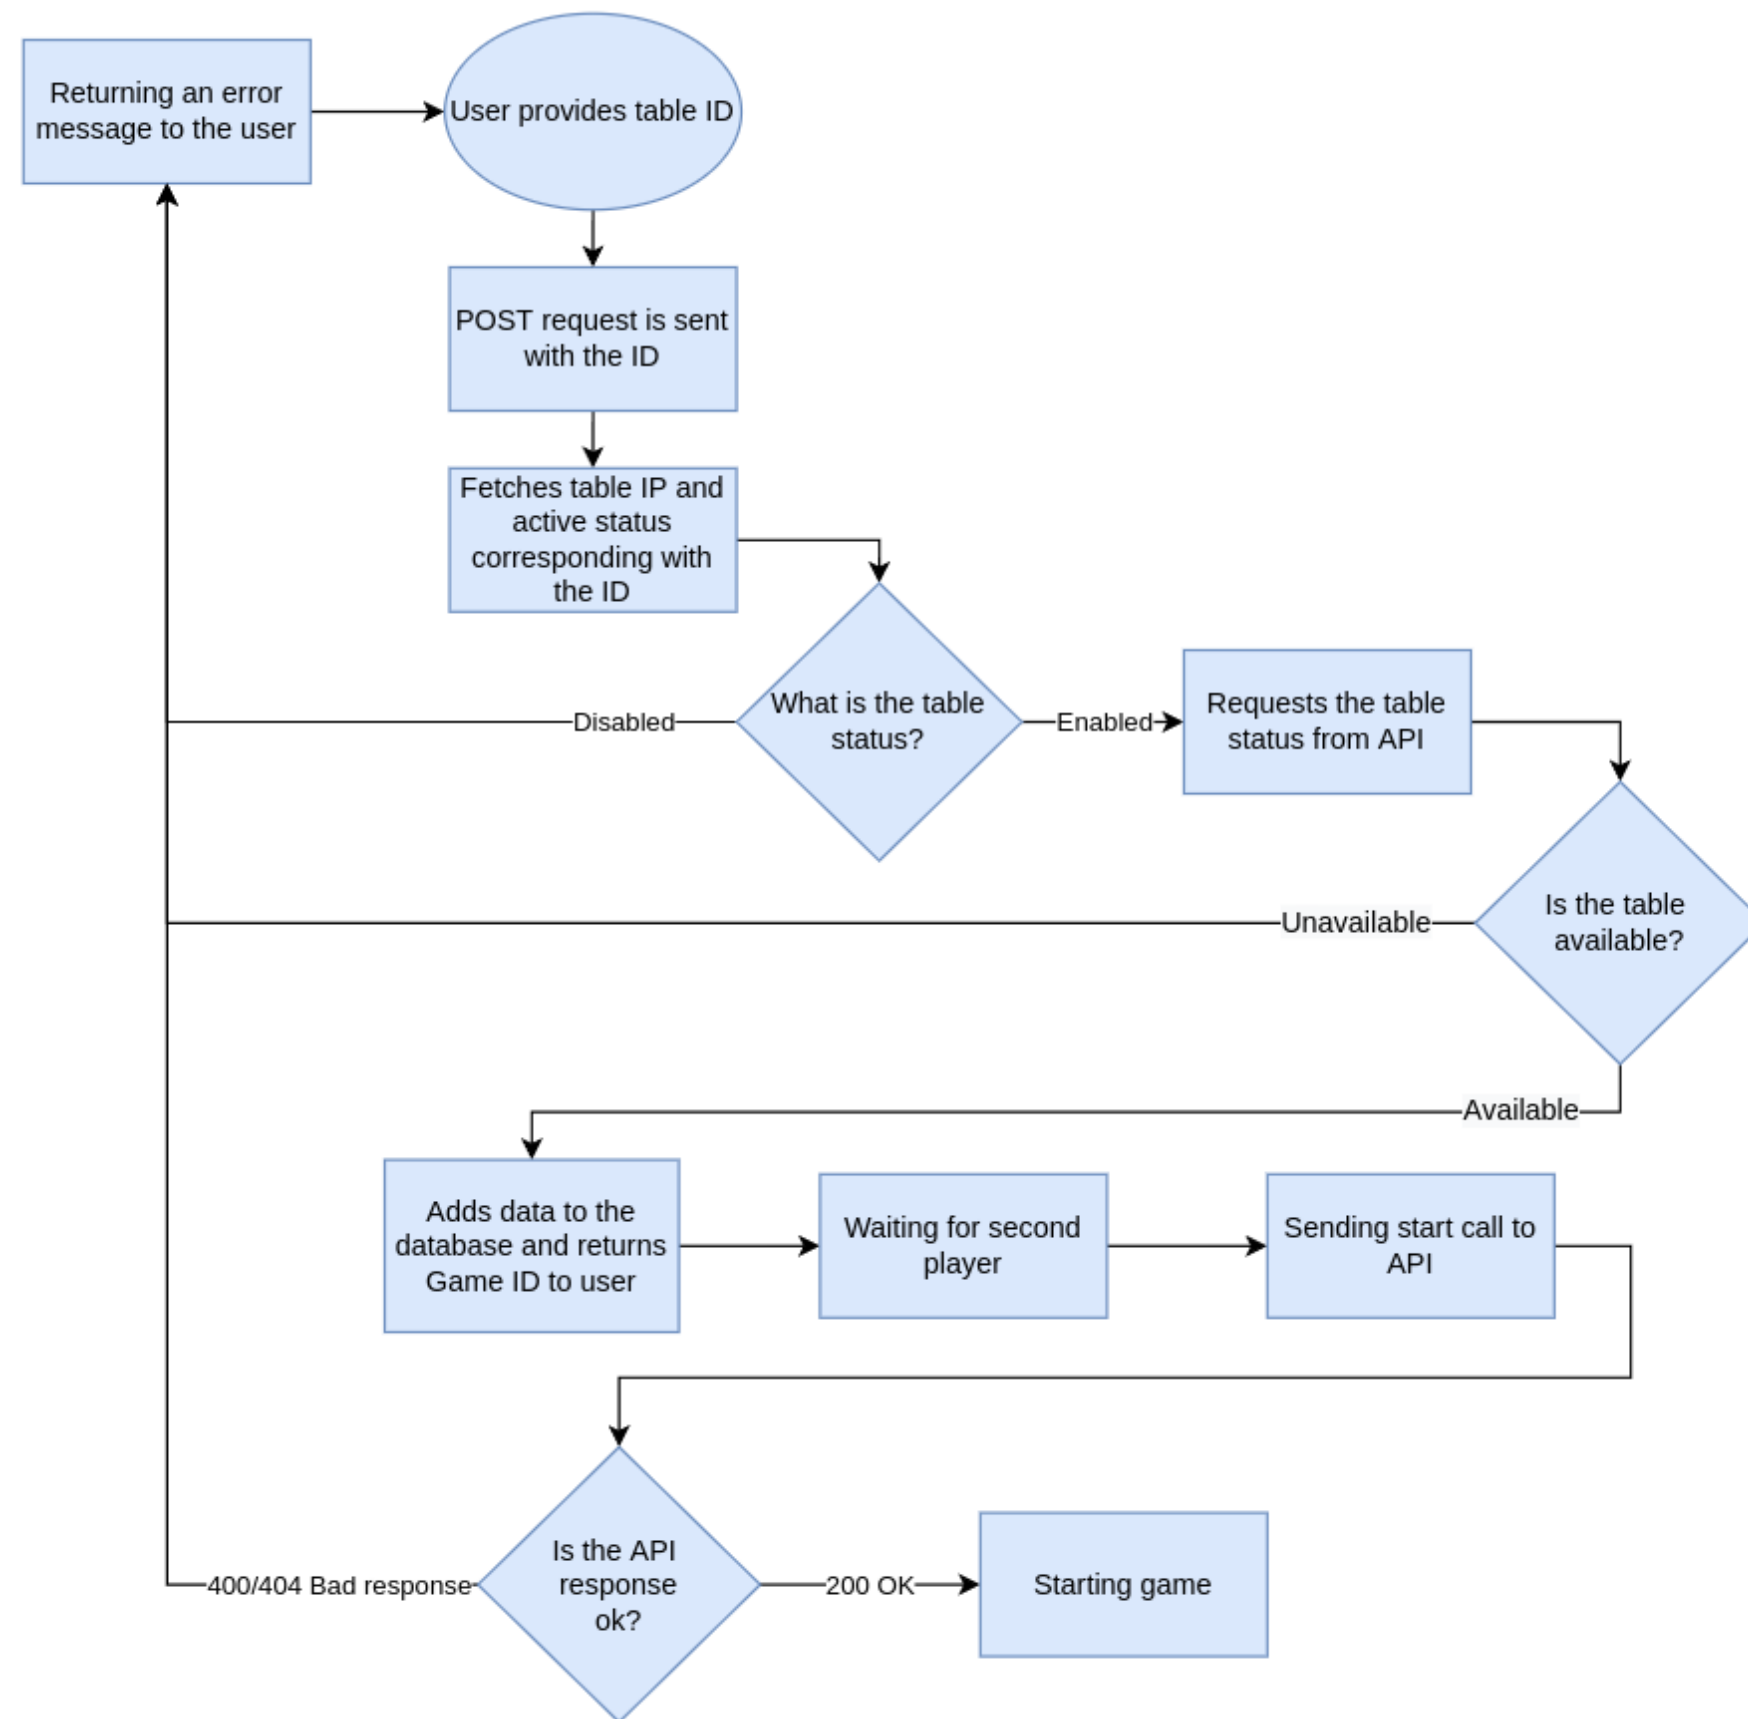 Returning an error
message to the user
User provides table ID
POST request is sent
with the ID
Fetches table IP and
active status
corresponding with
the ID
What is the table
status?
Disabled
Enabled
Requests the table
status from API
Is the table
available?
Unavailable
Available
Adds data to the
database and returns
Game ID to user
Waiting for second
player
Sending start call to
API
Is the API
response
ok?
400/404 Bad response
200 OK
Starting game